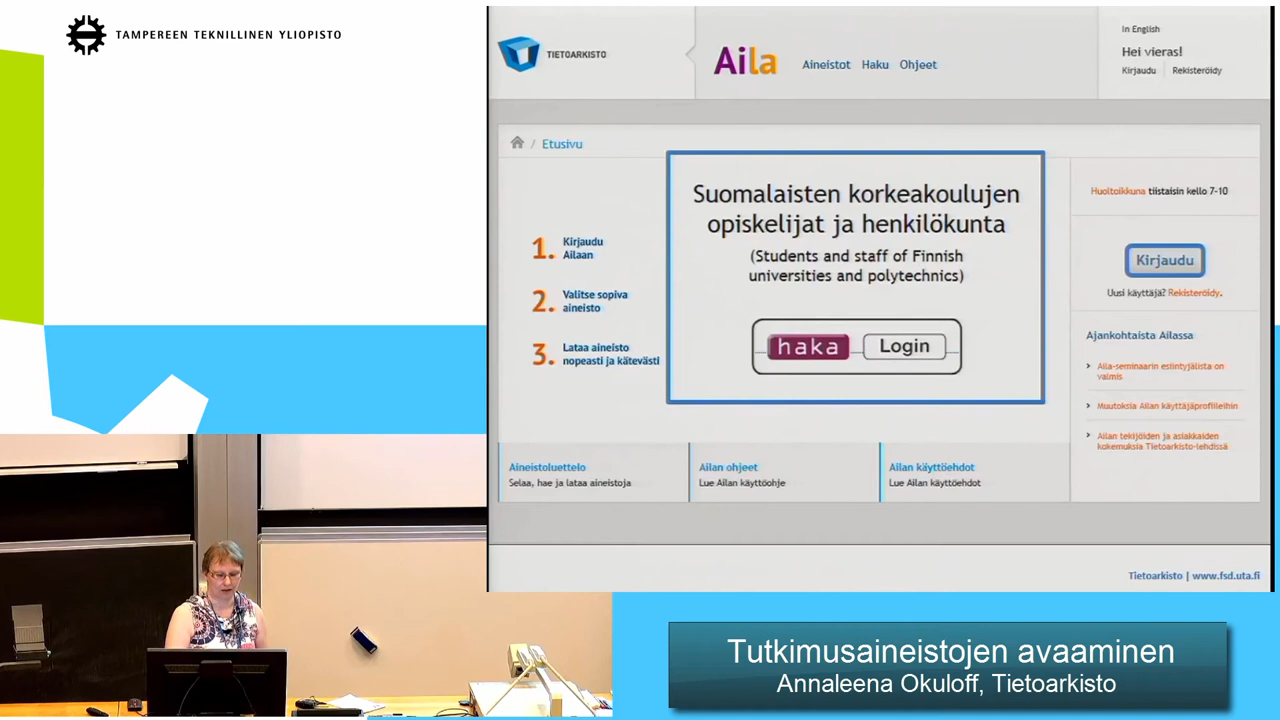 TAMPEREEN TEKNILLINEN YLIOPISTO
TIETOARKISTO
Aila
Aineistot Haku Ohjeet
In English
Hei vieras!
Kirjaudu Rekisteröidy
/ Etusivu
1. Kirjaudu
Ailaan
2. Valitse sopiva
aineisto
3. Lataa aineisto
nopeasti ja kätevästi
Suomalaisten korkeakoulujen
opiskelijat ja henkilökunta
(Students and staff of Finnish
universities and polytechnics)
haka Login
Huoltoikkuna tiistaisin kello 7-10
Kirjaudu
Uusi käyttäjä? Rekisteröidy.
Ajankohtaista Ailassa
Aila-seminaarin esiintyjälista on
valmis
Muutoksia Ailan käyttäjäprofiileihin
Ailan tekijöiden ja asiakkaiden
kokemuksia Tietoarkisto-lehdissä
Aineistoluettelo
Selaa, hae ja lataa aineistoja
Ailan ohjeet
Lue Ailan käyttöohje
Ailan käyttöehdot
Lue Ailan käyttöehdot
Tietoarkisto | www.fsd.uta.fi
Tutkimusaineistojen avaaminen
Annaleena Okuloff, Tietoarkisto